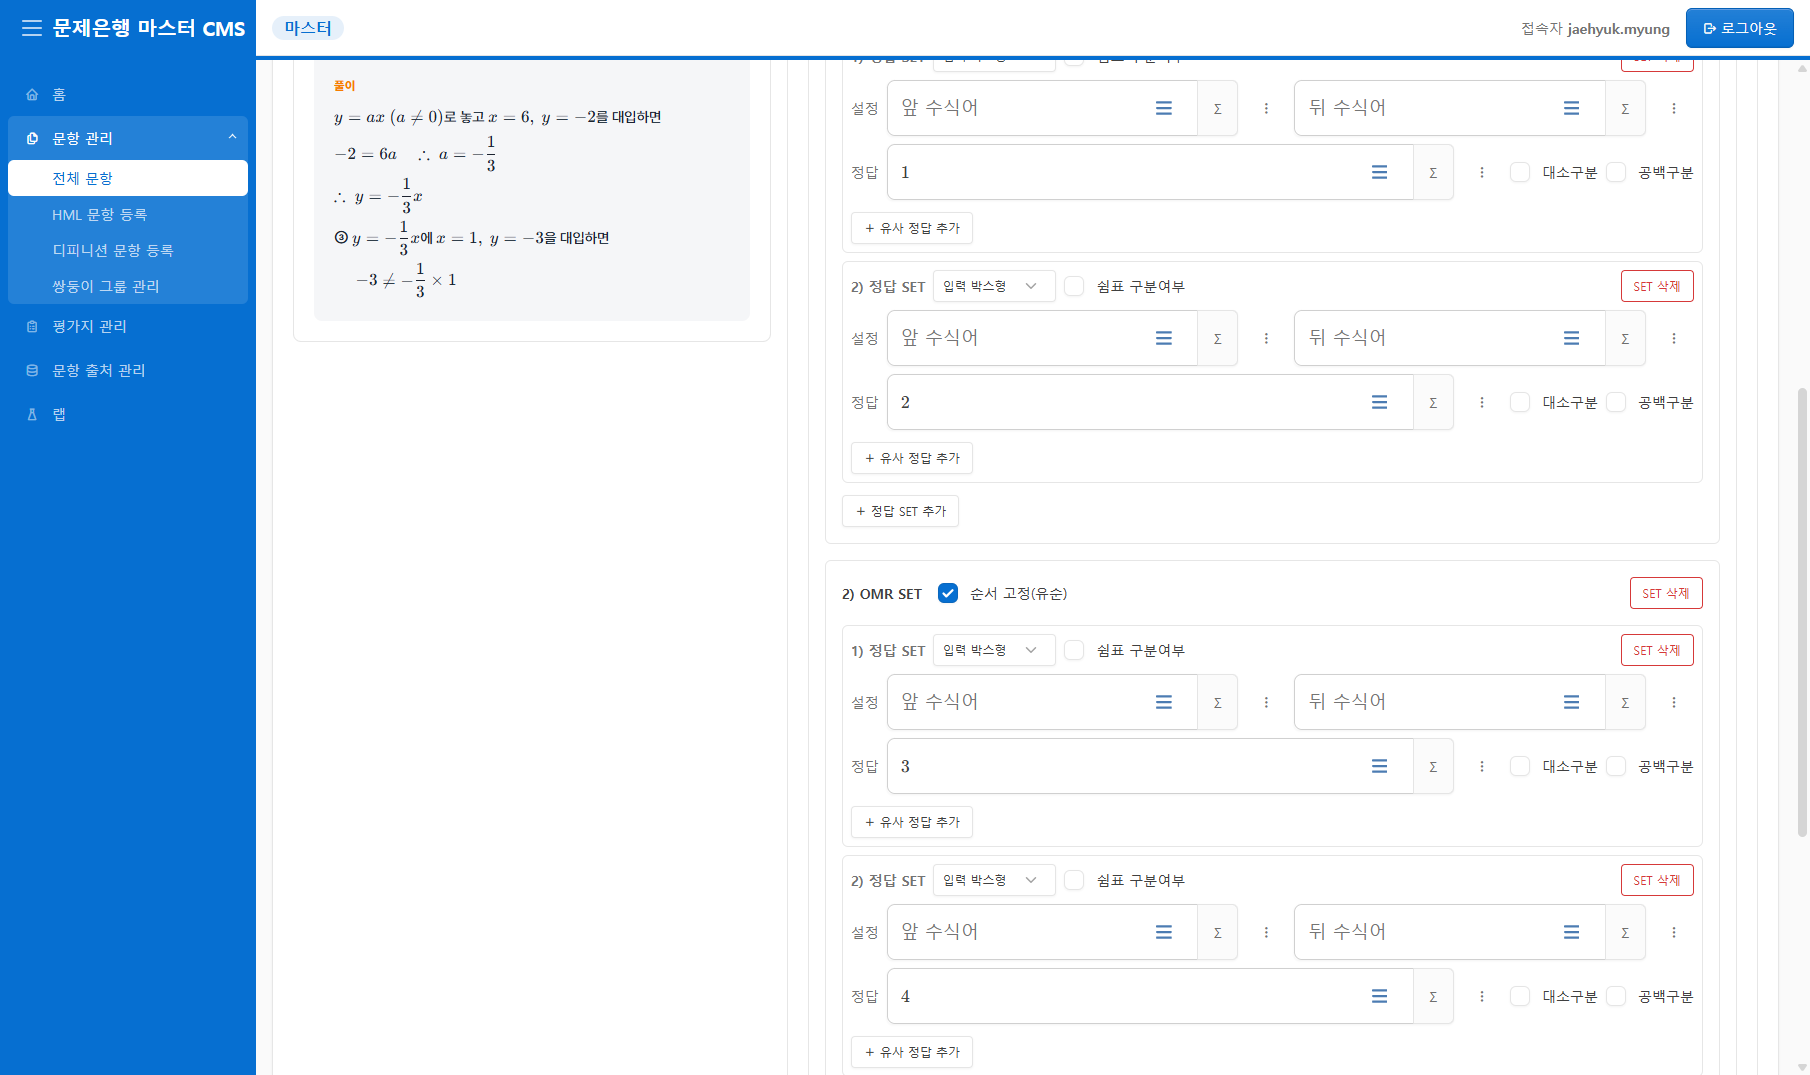 문제은행 마스터 CMS
마스터
접속자 jaehyuk.myung
로그아웃
홈
문항 관리
전체 문항
HML 문항 등록
디피니션 문항 등록
쌍둥이 그룹 관리
평가지 관리
문항 출처 관리
랩
풀이
y = ax (a ≠ 0)로 놓고 x = 6, y = −2를 대입하면
−2 = 6a ∴ a = −1/3
∴ y = −1/3 x
③ y = −1/3 x에 x = 1, y = −3을 대입하면
−3 ≠ −1/3 × 1
설정 앞 수식어 Σ 뒤 수식어 Σ
정답 1 Σ 대소구분 공백구분
+ 유사 정답 추가
2) 정답 SET 입력 박스형 쉼표 구분여부 SET 삭제
설정 앞 수식어 Σ 뒤 수식어 Σ
정답 2 Σ 대소구분 공백구분
+ 유사 정답 추가
+ 정답 SET 추가
2) OMR SET 순서 고정(유순) SET 삭제
1) 정답 SET 입력 박스형 쉼표 구분여부 SET 삭제
설정 앞 수식어 Σ 뒤 수식어 Σ
정답 3 Σ 대소구분 공백구분
+ 유사 정답 추가
2) 정답 SET 입력 박스형 쉼표 구분여부 SET 삭제
설정 앞 수식어 Σ 뒤 수식어 Σ
정답 4 Σ 대소구분 공백구분
+ 유사 정답 추가